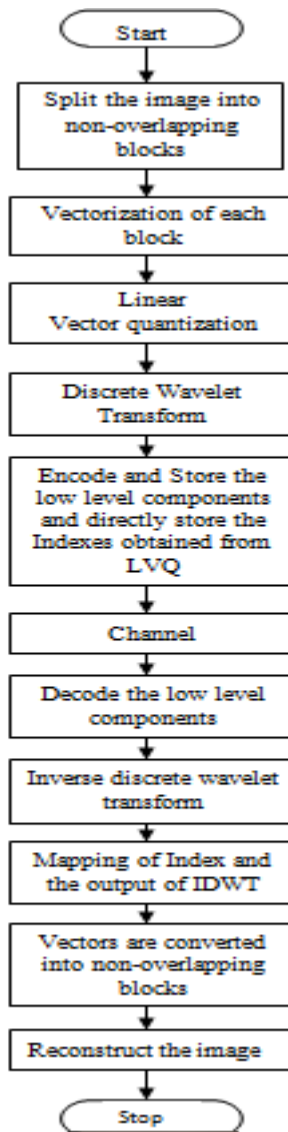 Start
Split the image into
non-overlapping
blocks
Vectorization of each
block
Linear
Vector quantization
Discrete Wavelet
Transform
Encode and Store the
low level components
and directly store the
Indexes obtained from
LVQ
Channel
Decode the low level
components
Inverse discrete wavelet
transform
Mapping of Index and
the output of IDWT
Vectors are converted
into non-overlapping
blocks
Reconstruct the image
Stop